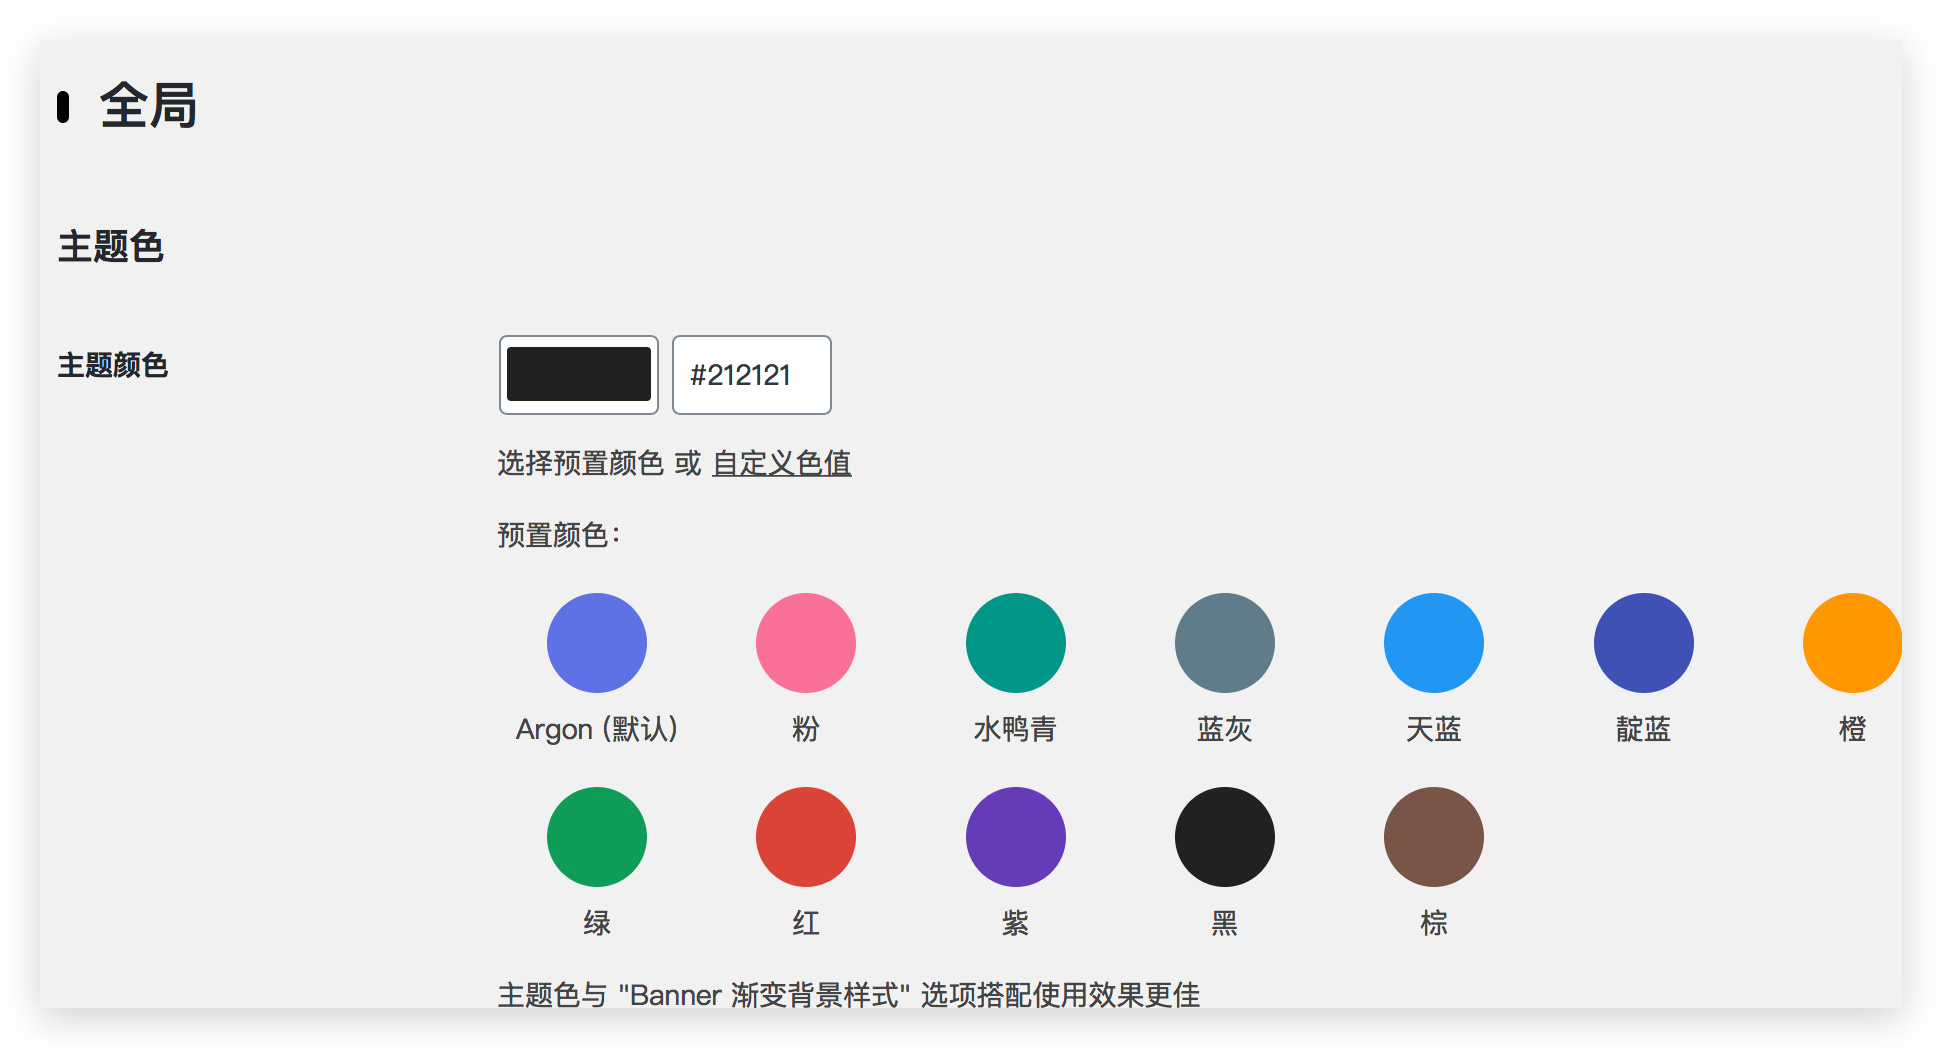 全局
主题色
主题颜色
#212121
选择预置颜色 或 自定义色值
预置颜色：
Argon (默认) 粉 水鸭青 蓝灰 天蓝 靛蓝 橙
绿 红 紫 黑 棕
主题色与 "Banner 渐变背景样式" 选项搭配使用效果更佳